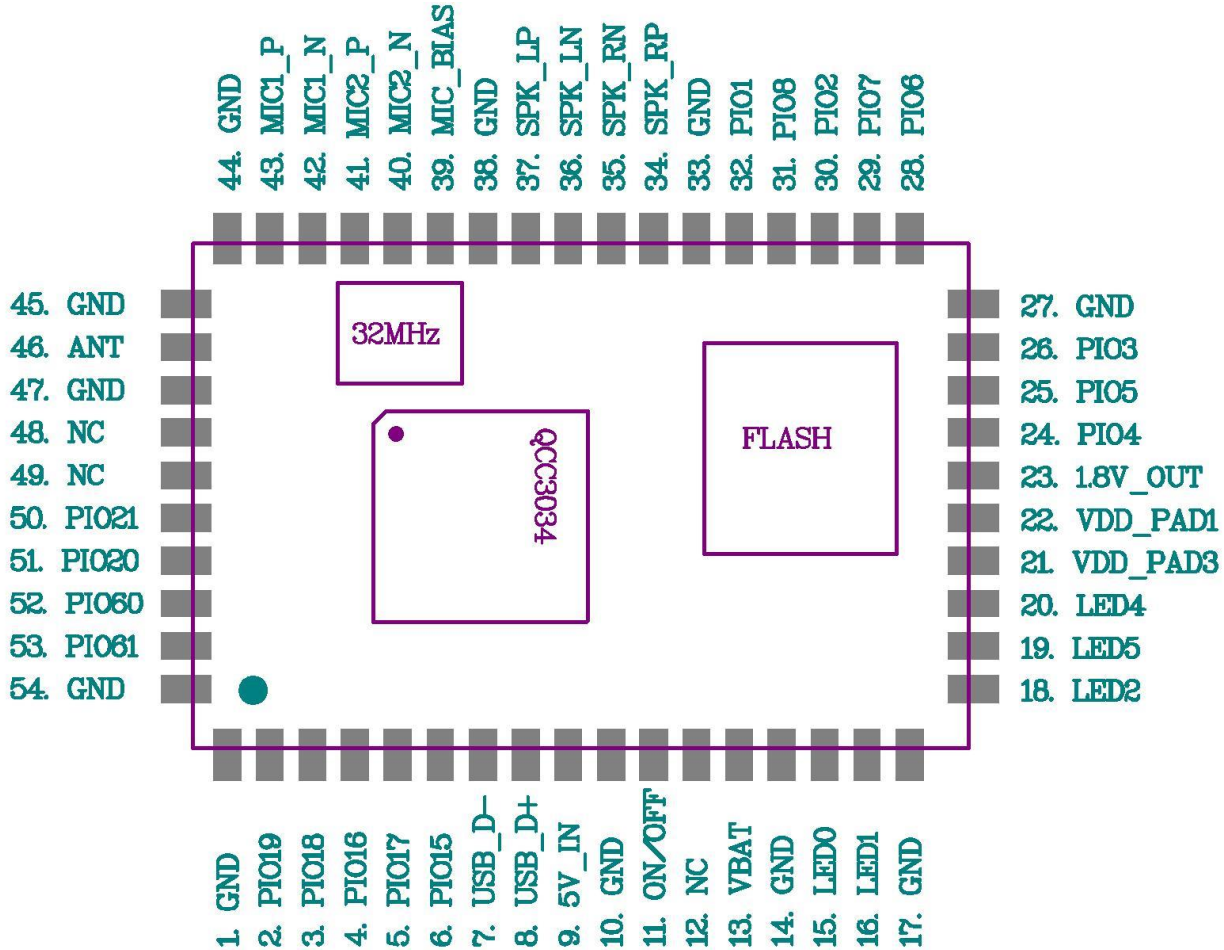 44. GND
43. MIC1_P
42. MIC1_N
41. MIC2_P
40. MIC2_N
39. MIC_BIAS
38. GND
37. SPK_LP
36. SPK_LN
35. SPK_RN
34. SPK_RP
33. GND
32. PIO1
31. PIO8
30. PIO2
29. PIO7
28. PIO6
45. GND
46. ANT
47. GND
48. NC
49. NC
50. PIO21
51. PIO20
52. PIO60
53. PIO61
54. GND
32MHz
QCC3034
FLASH
27. GND
26. PIO3
25. PIO5
24. PIO4
23. 1.8V_OUT
22. VDD_PAD1
21. VDD_PAD3
20. LED4
19. LED5
18. LED2
1. GND
2. PIO19
3. PIO18
4. PIO16
5. PIO17
6. PIO15
7. USB_D-
8. USB_D+
9. 5V_IN
10. GND
11. ON/OFF
12. NC
13. VBAT
14. GND
15. LED0
16. LED1
17. GND